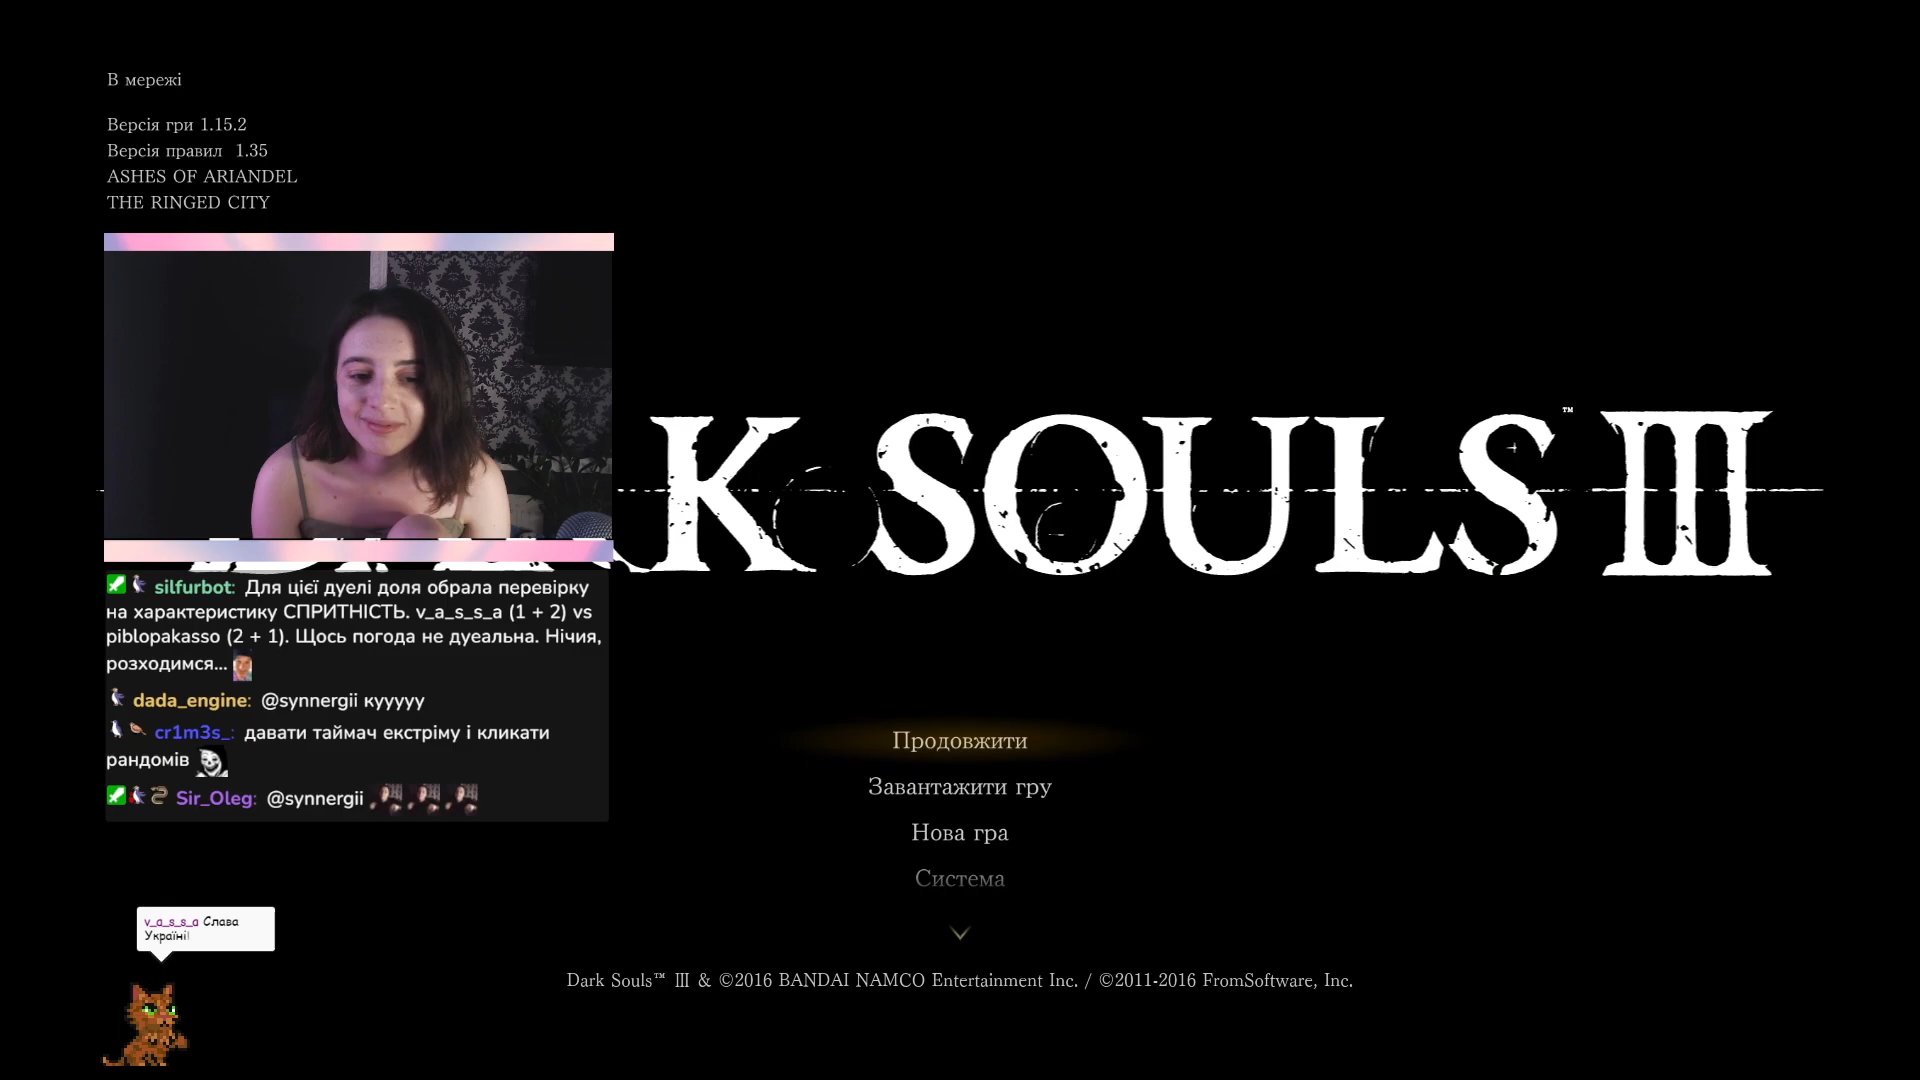 В мережі
Версія гри 1.15.2
Версія правил 1.35
ASHES OF ARIANDEL
THE RINGED CITY
K SOULS III
™
silfurbot: Для цієї дуелі доля обрала перевірку
на характеристику СПРИТНІСТЬ. v_a_s_s_a (1 + 2) vs
piblopakasso (2 + 1). Щось погода не дуеальна. Нічия,
розходимся...
dada_engine: @synnergii куууyу
cr1m3s_: давати таймач екстріму і кликати
рандомів
Sir_Oleg: @synnergii
Продовжити
Завантажити гру
Нова гра
Система
v_a_s_s_a Слава
Україні!
Dark Souls™ III & ©2016 BANDAI NAMCO Entertainment Inc. / ©2011-2016 FromSoftware, Inc.